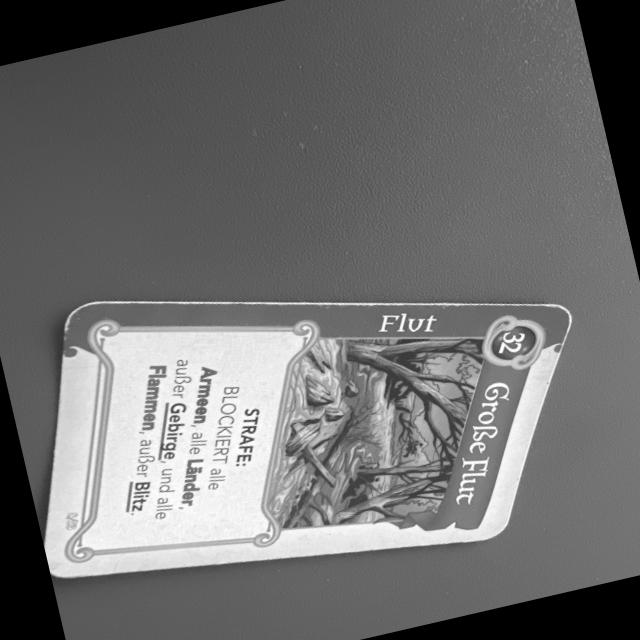 32
Große Flut
Flut
STRAFE:
BLOCKIERT alle
Armeen, alle Länder,
außer Gebirge, und alle
Flammen, außer Blitz.